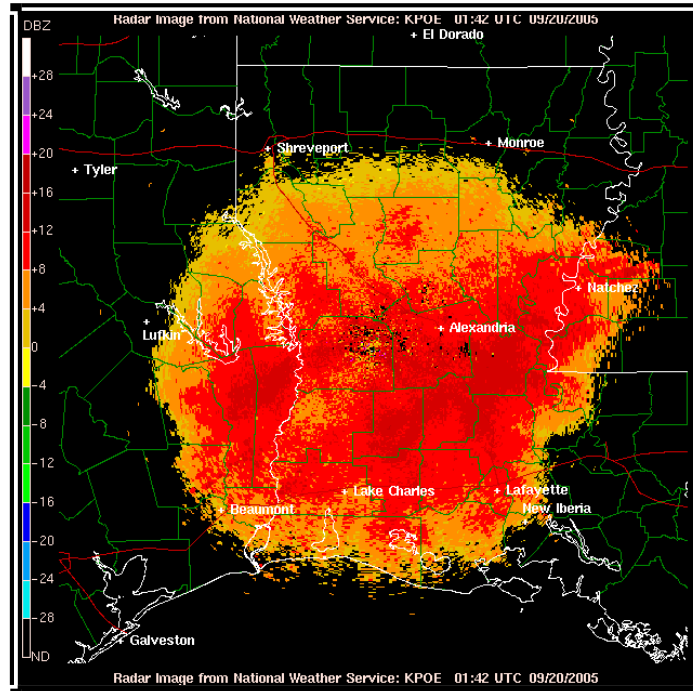 Radar Image from National Weather Service: KPOE 01:42 UTC 09/20/2005
DBZ
El Dorado
+28
+24
Shreveport
Monroe
+20
Tyler
+16
+12
+8
Natchez
+4
Lufkin
Alexandria
0
-4
-8
-12
Lake Charles
Lafayette
-16
Beaumont
New Iberia
-20
-24
-28
Galveston
ND
Radar Image from National Weather Service: KPOE 01:42 UTC 09/20/2005